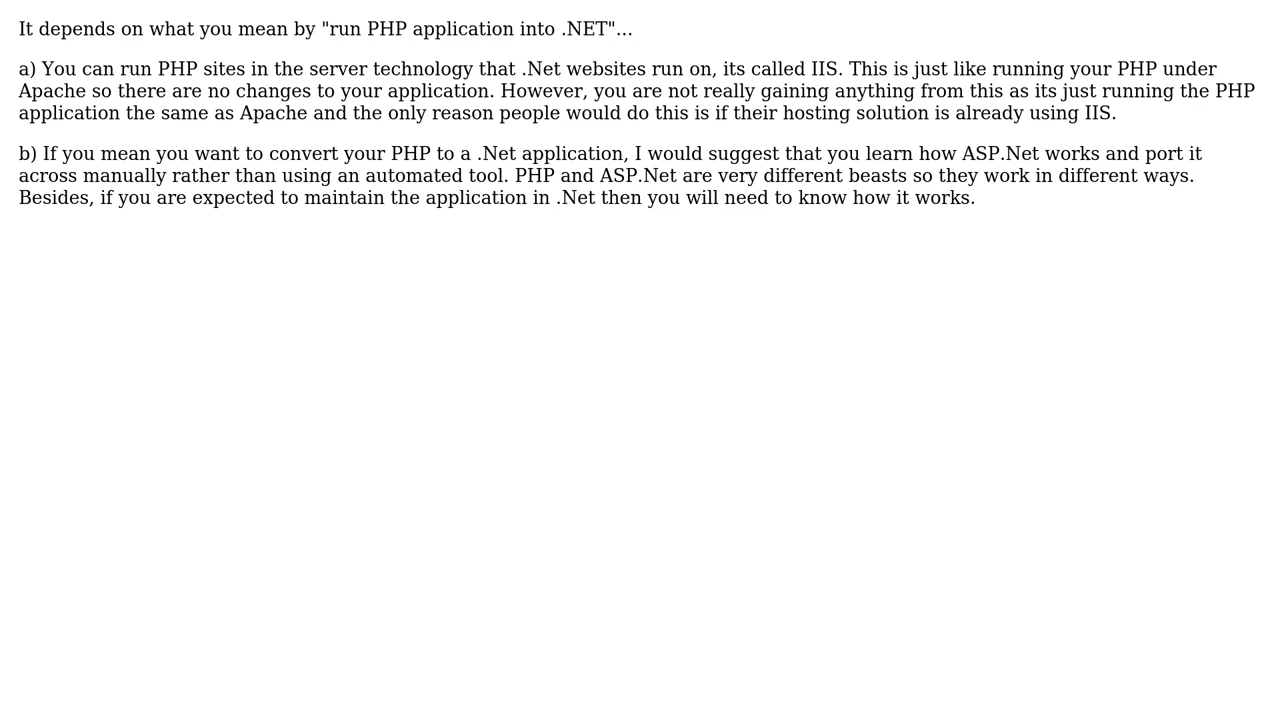 It depends on what you mean by "run PHP application into .NET"...
a) You can run PHP sites in the server technology that .Net websites run on, its called IIS. This is just like running your PHP under
Apache so there are no changes to your application. However, you are not really gaining anything from this as its just running the PHP
application the same as Apache and the only reason people would do this is if their hosting solution is already using IIS.
b) If you mean you want to convert your PHP to a .Net application, I would suggest that you learn how ASP.Net works and port it
across manually rather than using an automated tool. PHP and ASP.Net are very different beasts so they work in different ways.
Besides, if you are expected to maintain the application in .Net then you will need to know how it works.